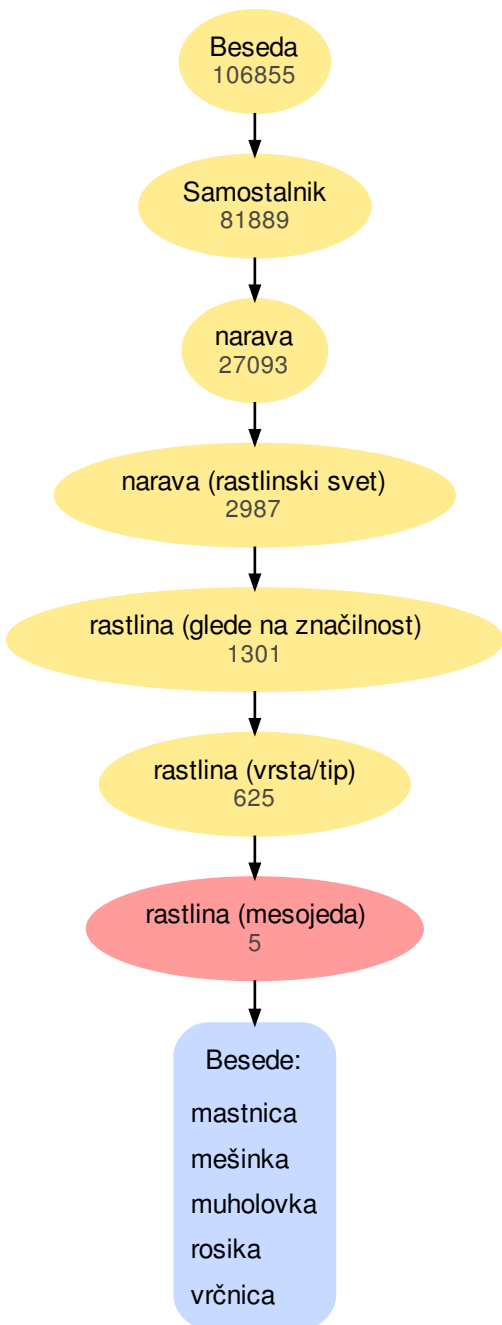 Beseda
106855
Samostalnik
81889
narava
27093
narava (rastlinski svet)
2987
rastlina (glede na značilnost)
1301
rastlina (vrsta/tip)
625
rastlina (mesojeda)
5
Besede:
mastnica
mešinka
muholovka
rosika
vrčnica